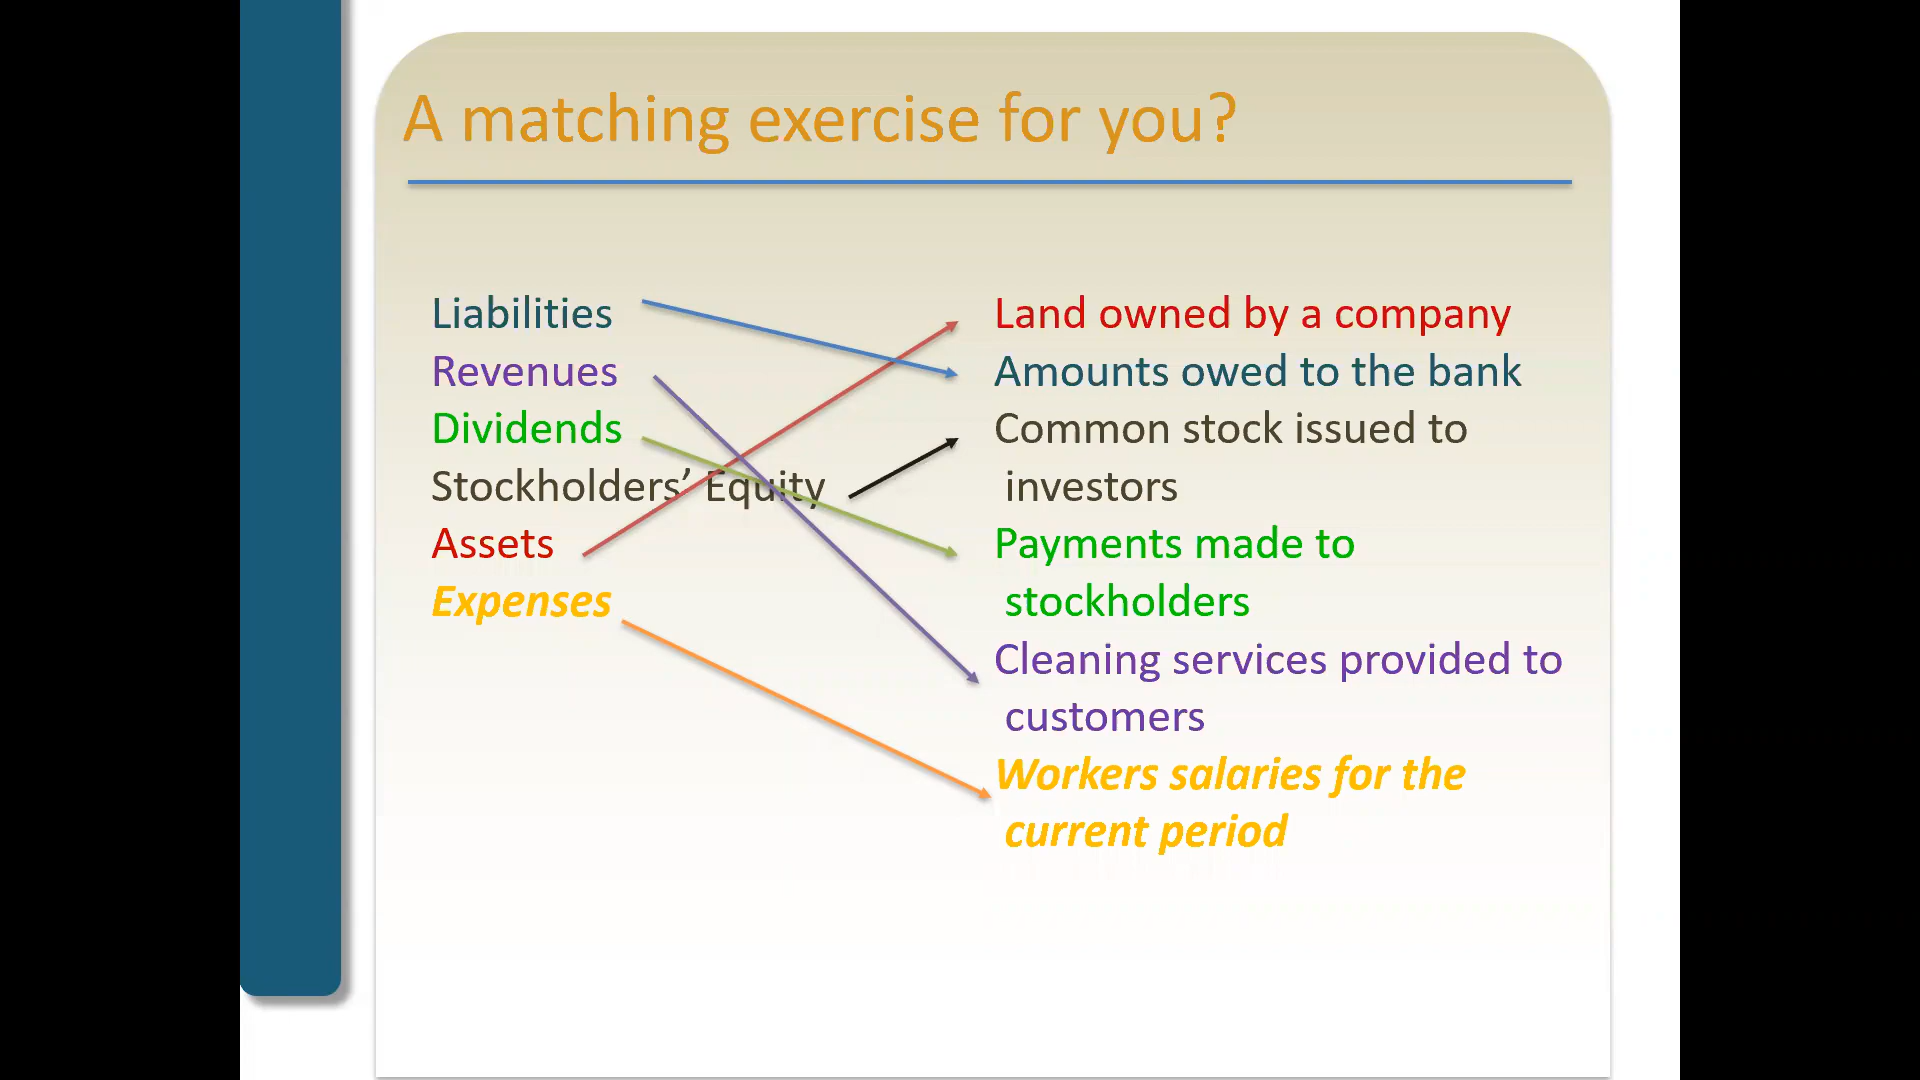 A matching exercise for you?
Liabilities
Revenues
Dividends
Stockholders’ Equity
Assets
Expenses
Land owned by a company
Amounts owed to the bank
Common stock issued to
investors
Payments made to
stockholders
Cleaning services provided to
customers
Workers salaries for the
current period